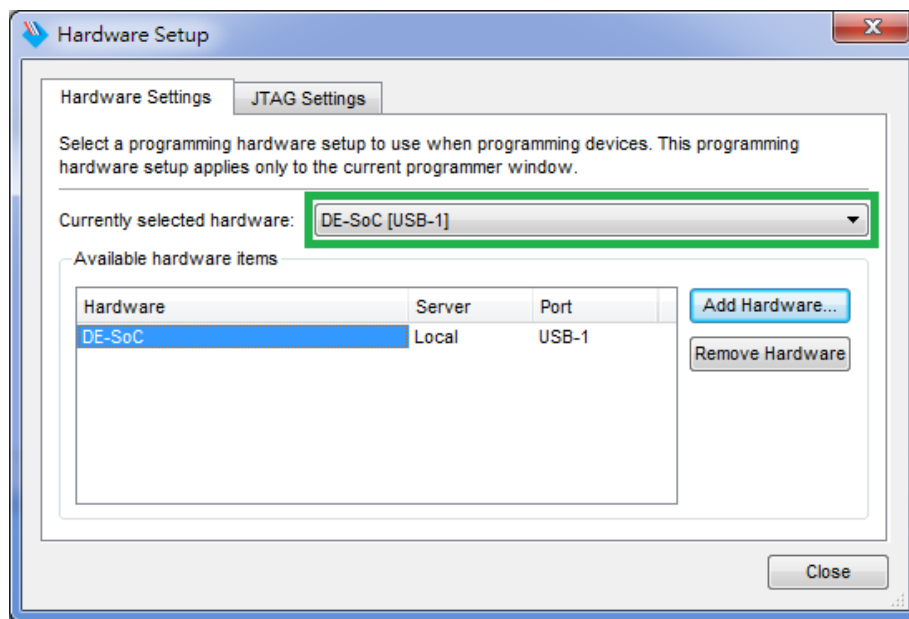 Hardware Setup
Hardware Settings
JTAG Settings
Select a programming hardware setup to use when programming devices. This programming
hardware setup applies only to the current programmer window.
Currently selected hardware:
DE-SoC [USB-1]
Available hardware items
Hardware
Server
Port
DE-SoC
Local
USB-1
Add Hardware...
Remove Hardware
Close